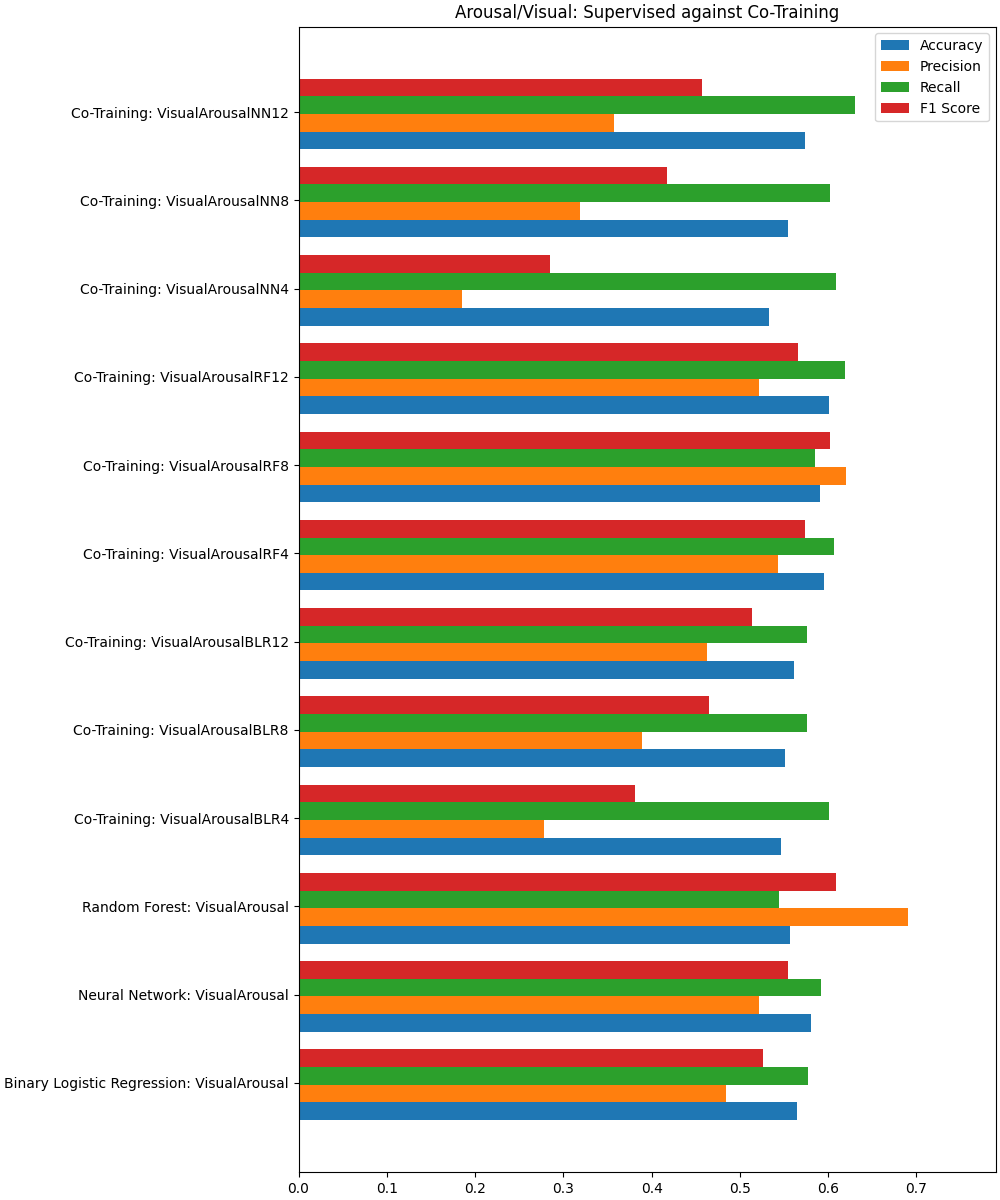 Arousal/Visual: Supervised against Co-Training
Accuracy
Precision
Recall
F1 Score
Co-Training: VisualArousalNN12
Co-Training: VisualArousalNN8
Co-Training: VisualArousalNN4
Co-Training: VisualArousalRF12
Co-Training: VisualArousalRF8
Co-Training: VisualArousalRF4
Co-Training: VisualArousalBLR12
Co-Training: VisualArousalBLR8
Co-Training: VisualArousalBLR4
Random Forest: VisualArousal
Neural Network: VisualArousal
Binary Logistic Regression: VisualArousal
0.0 0.1 0.2 0.3 0.4 0.5 0.6 0.7